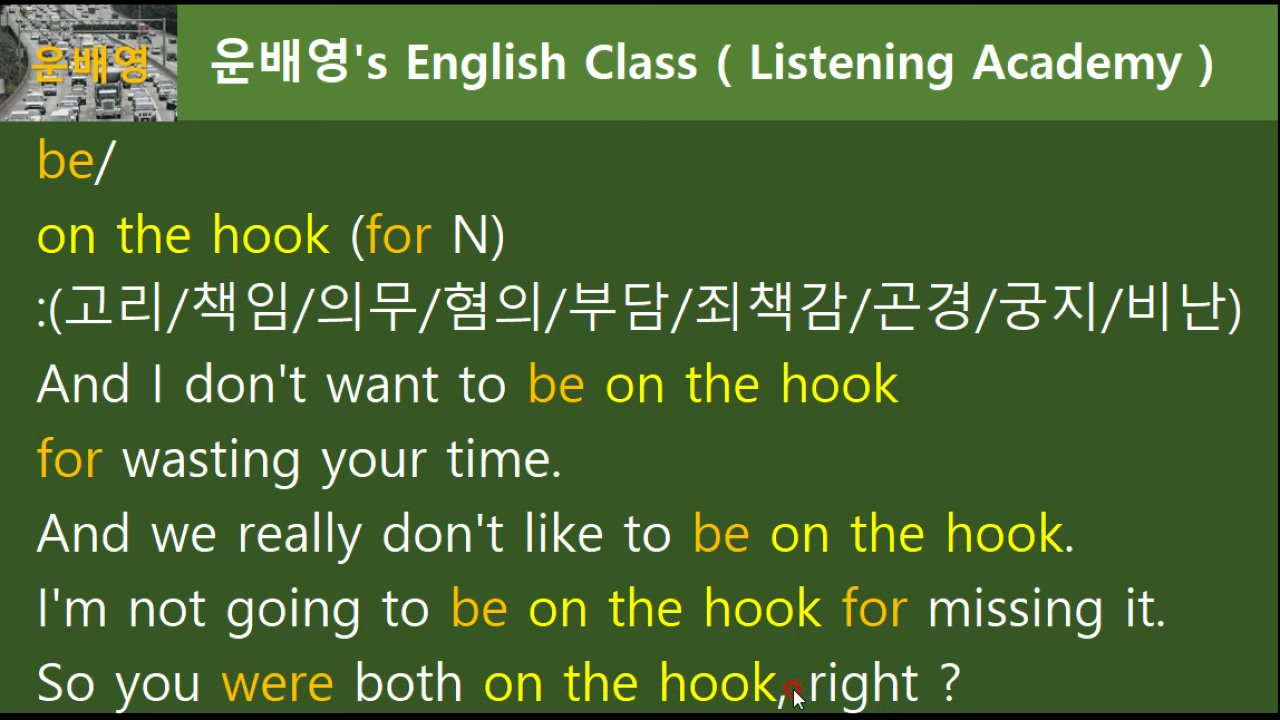 운배영
운배영's English Class ( Listening Academy )
be/
on the hook (for N)
:(고리/책임/의무/혐의/부담/죄책감/곤경/궁지/비난)
And I don't want to be on the hook
for wasting your time.
And we really don't like to be on the hook.
I'm not going to be on the hook for missing it.
So you were both on the hook, right ?